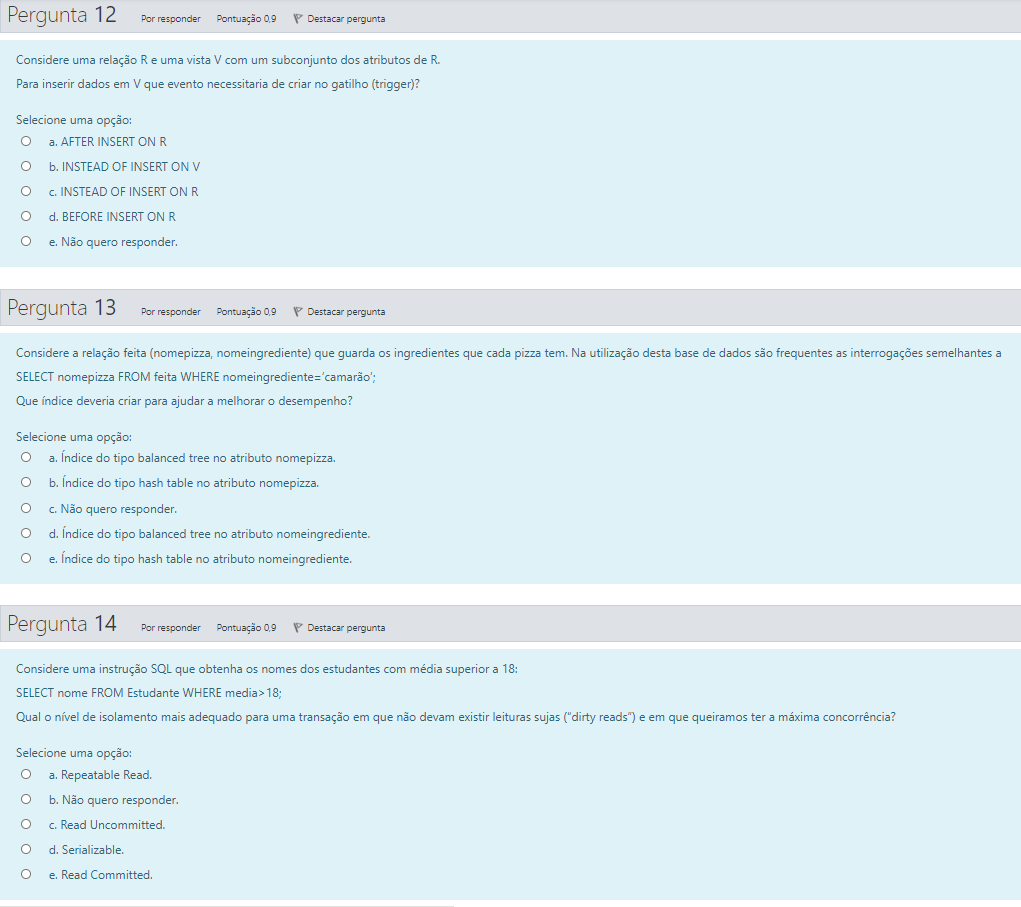 Pergunta 12 Por responder Pontuação 0,9 Destacar pergunta
Considere uma relação R e uma vista V com um subconjunto dos atributos de R.
Para inserir dados em V que evento necessitaria de criar no gatilho (trigger)?
Selecione uma opção:
a. AFTER INSERT ON R
b. INSTEAD OF INSERT ON V
c. INSTEAD OF INSERT ON R
d. BEFORE INSERT ON R
e. Não quero responder.
Pergunta 13 Por responder Pontuação 0,9 Destacar pergunta
Considere a relação feita (nomepizza, nomeingrediente) que guarda os ingredientes que cada pizza tem. Na utilização desta base de dados são frequentes as interrogações semelhantes a
SELECT nomepizza FROM feita WHERE nomeingrediente='camarão';
Que índice deveria criar para ajudar a melhorar o desempenho?
Selecione uma opção:
a. Índice do tipo balanced tree no atributo nomepizza.
b. Índice do tipo hash table no atributo nomepizza.
c. Não quero responder.
d. Índice do tipo balanced tree no atributo nomeingrediente.
e. Índice do tipo hash table no atributo nomeingrediente.
Pergunta 14 Por responder Pontuação 0,9 Destacar pergunta
Considere uma instrução SQL que obtenha os nomes dos estudantes com média superior a 18:
SELECT nome FROM Estudante WHERE media>18;
Qual o nível de isolamento mais adequado para uma transação em que não devam existir leituras sujas ("dirty reads") e em que queiramos ter a máxima concorrência?
Selecione uma opção:
a. Repeatable Read.
b. Não quero responder.
c. Read Uncommitted.
d. Serializable.
e. Read Committed.